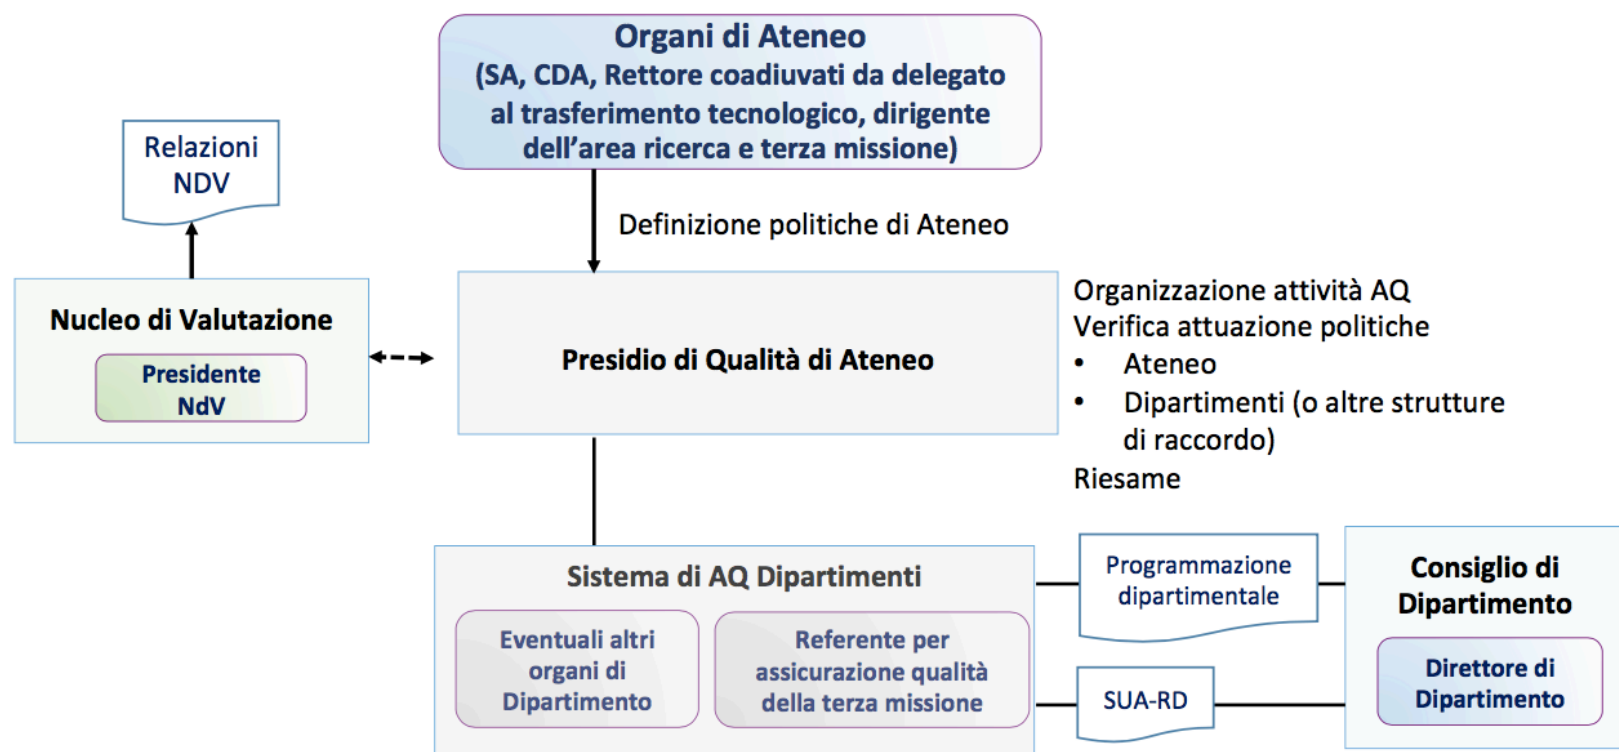 Organi di Ateneo
(SA, CDA, Rettore coadiuvati da delegato
al trasferimento tecnologico, dirigente
dell'area ricerca e terza missione)
Relazioni
NDV
Definizione politiche di Ateneo
Nucleo di Valutazione
Presidente
NdV
Presidio di Qualità di Ateneo
Organizzazione attività AQ
Verifica attuazione politiche
• Ateneo
• Dipartimenti (o altre strutture
di raccordo)
Riesame
Sistema di AQ Dipartimenti
Eventuali altri
organi di
Dipartimento
Referente per
assicurazione qualità
della terza missione
Programmazione
dipartimentale
SUA-RD
Consiglio di
Dipartimento
Direttore di
Dipartimento